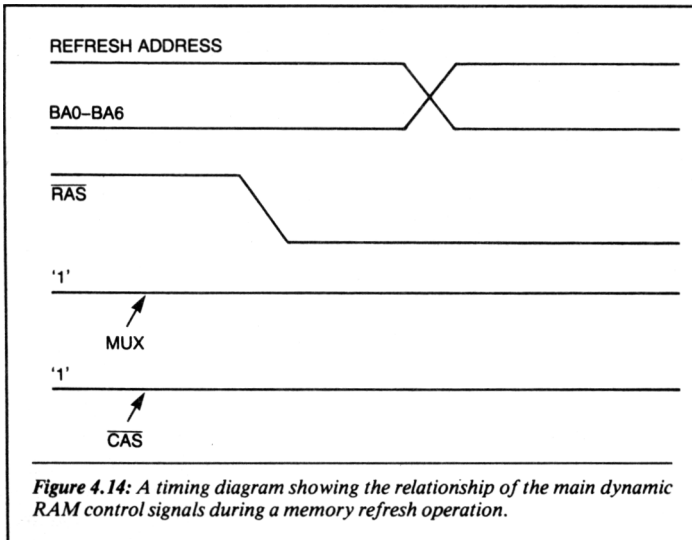 REFRESH ADDRESS
BA0–BA6
RAS
'1'
MUX
'1'
CAS
Figure 4.14: A timing diagram showing the relationship of the main dynamic
RAM control signals during a memory refresh operation.